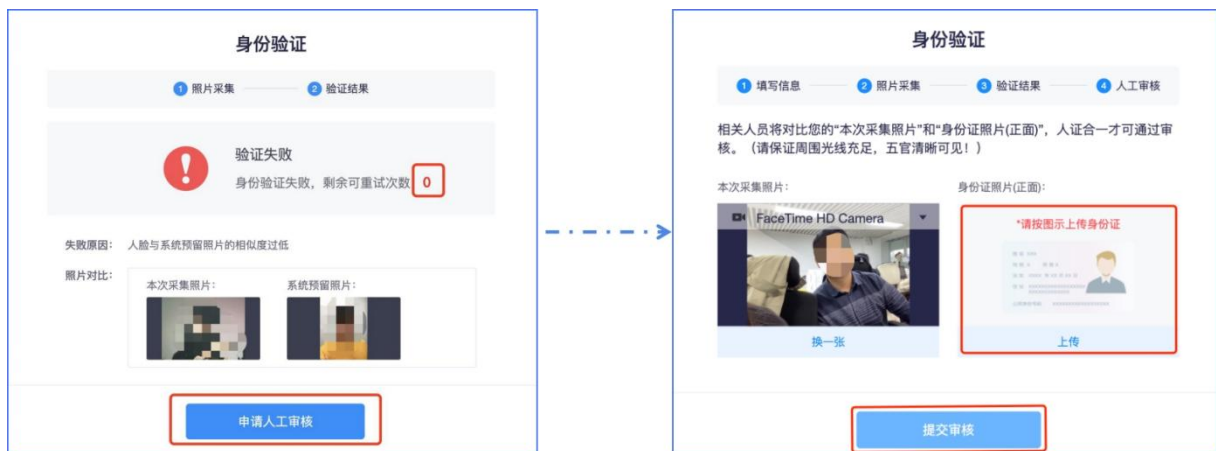 身份验证
1 照片采集 2 验证结果
验证失败
身份验证失败，剩余可重试次数 0
失败原因： 人脸与系统预留照片的相似度过低
照片对比：
本次采集照片： 系统预留照片：
申请人工审核
身份验证
1 填写信息 2 照片采集 3 验证结果 4 人工审核
相关人员将对比您的“本次采集照片”和“身份证照片(正面)”，人证合一才可通过审
核。（请保证周围光线充足，五官清晰可见！）
本次采集照片： 身份证照片(正面)：
FaceTime HD Camera
*请按图示上传身份证
换一张 上传
提交审核